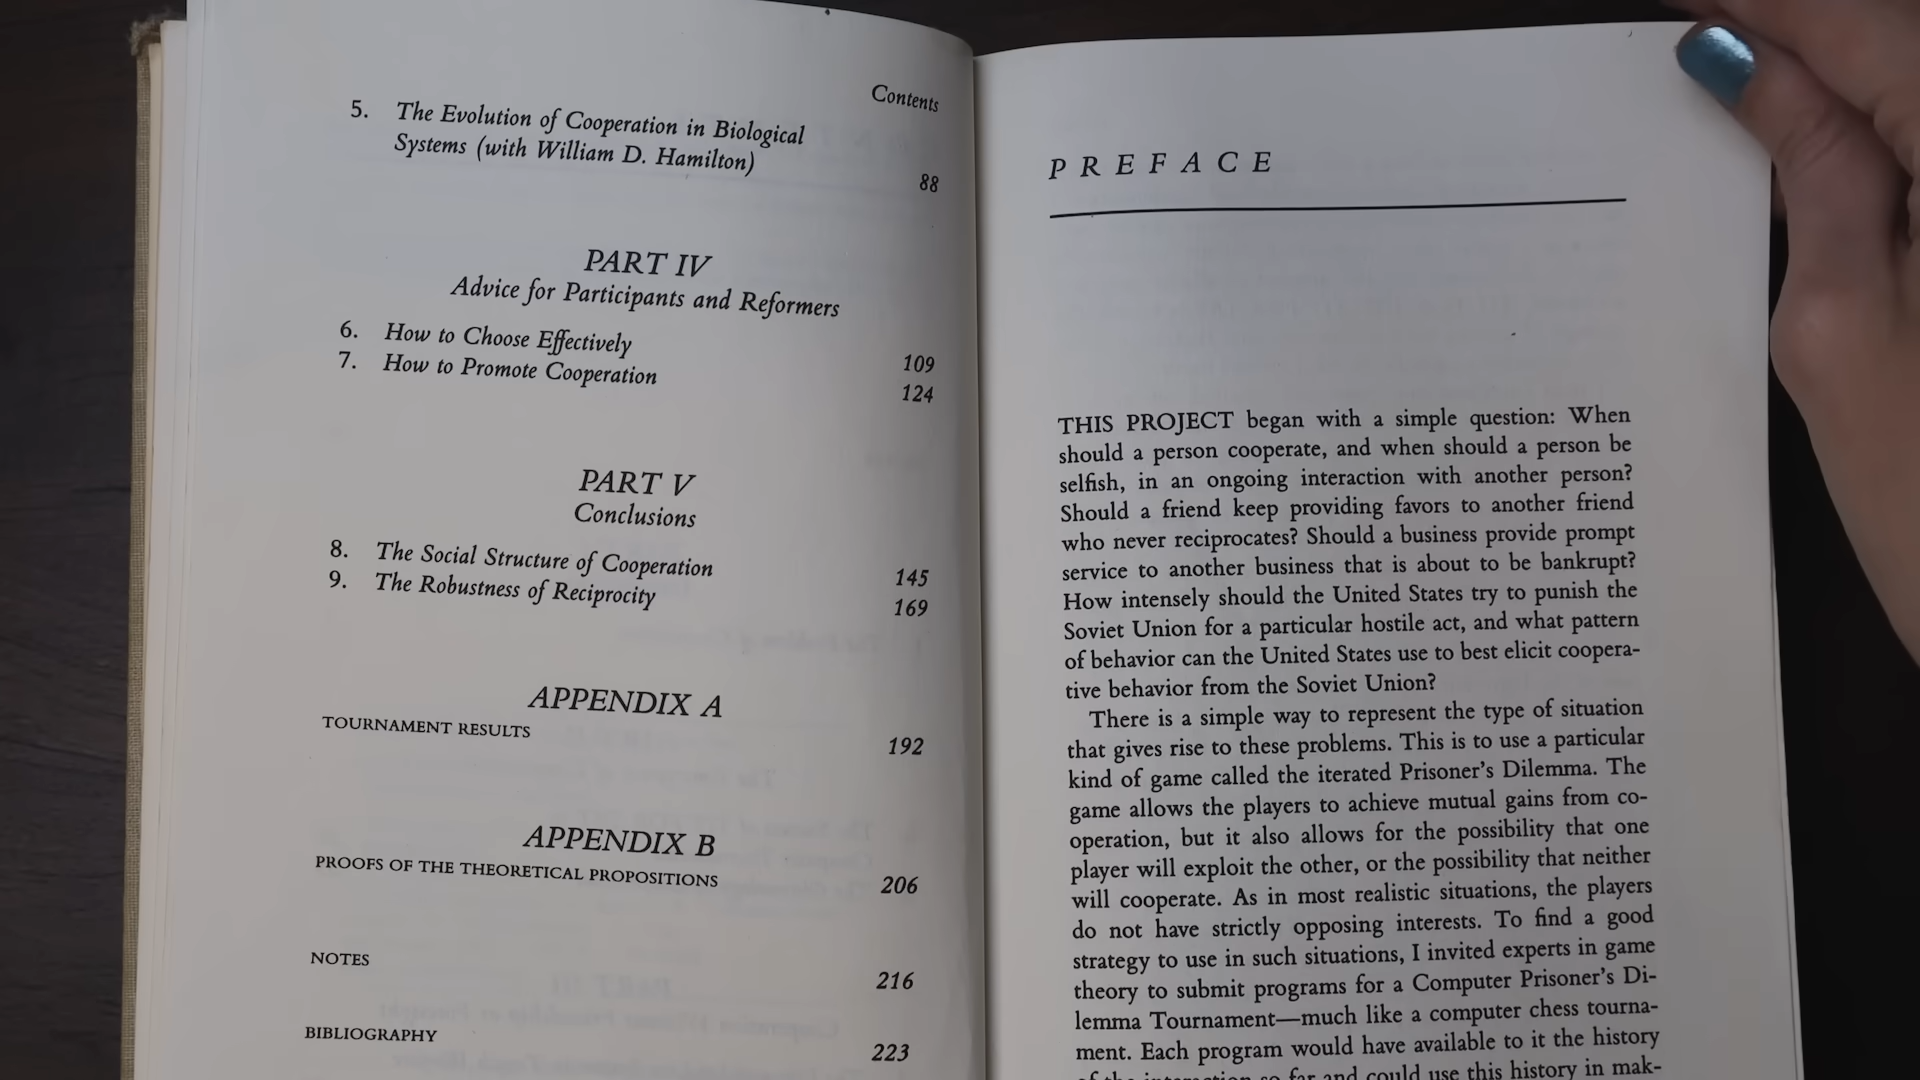 Contents
5. The Evolution of Cooperation in Biological
Systems (with William D. Hamilton)
88
PART IV
Advice for Participants and Reformers
6. How to Choose Effectively 109
7. How to Promote Cooperation 124
PART V
Conclusions
8. The Social Structure of Cooperation 145
9. The Robustness of Reciprocity 169
APPENDIX A
TOURNAMENT RESULTS 192
APPENDIX B
PROOFS OF THE THEORETICAL PROPOSITIONS 206
NOTES 216
BIBLIOGRAPHY 223
PREFACE
THIS PROJECT began with a simple question: When
should a person cooperate, and when should a person be
selfish, in an ongoing interaction with another person?
Should a friend keep providing favors to another friend
who never reciprocates? Should a business provide prompt
service to another business that is about to be bankrupt?
How intensely should the United States try to punish the
Soviet Union for a particular hostile act, and what pattern
of behavior can the United States use to best elicit coopera-
tive behavior from the Soviet Union?
There is a simple way to represent the type of situation
that gives rise to these problems. This is to use a particular
kind of game called the iterated Prisoner's Dilemma. The
game allows the players to achieve mutual gains from co-
operation, but it also allows for the possibility that one
player will exploit the other, or the possibility that neither
will cooperate. As in most realistic situations, the players
do not have strictly opposing interests. To find a good
strategy to use in such situations, I invited experts in game
theory to submit programs for a Computer Prisoner's Di-
lemma Tournament—much like a computer chess tourna-
ment. Each program would have available to it the history
of the interaction so far and could use this history in mak-